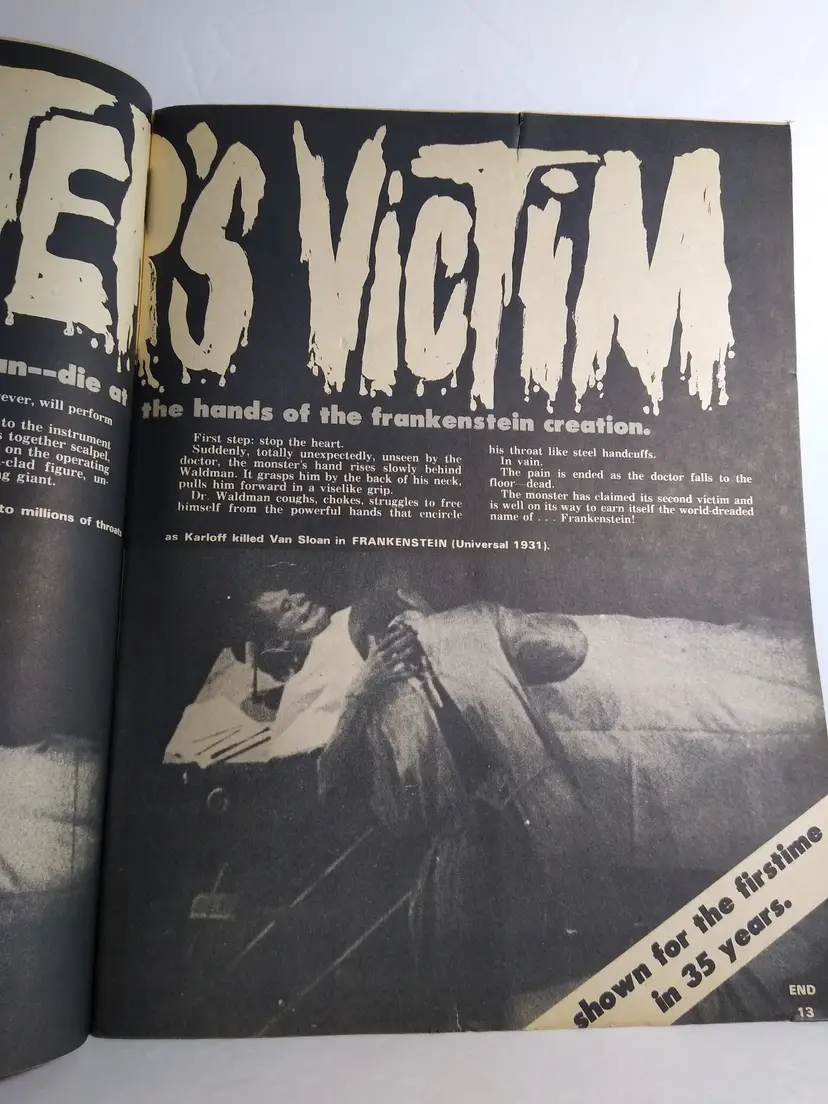 TER'S VICTIM
un--die at
ever, will perform
to the instrument
s together scalpel,
on the operating
-clad figure, un-
ng giant.
to millions of throats
the hands of the frankenstein creation.
First step: stop the heart.
Suddenly, totally unexpectedly, unseen by the
doctor, the monster's hand rises slowly behind
Waldman. It grasps him by the back of his neck,
pulls him forward in a viselike grip.
Dr. Waldman coughs, chokes, struggles to free
himself from the powerful hands that encircle
his throat like steel handcuffs.
In vain.
The pain is ended as the doctor falls to the
floor—dead.
The monster has claimed its second victim and
is well on its way to earn itself the world-dreaded
name of . . . Frankenstein!
as Karloff killed Van Sloan in FRANKENSTEIN (Universal 1931).
shown for the firstime
in 35 years.
END
13